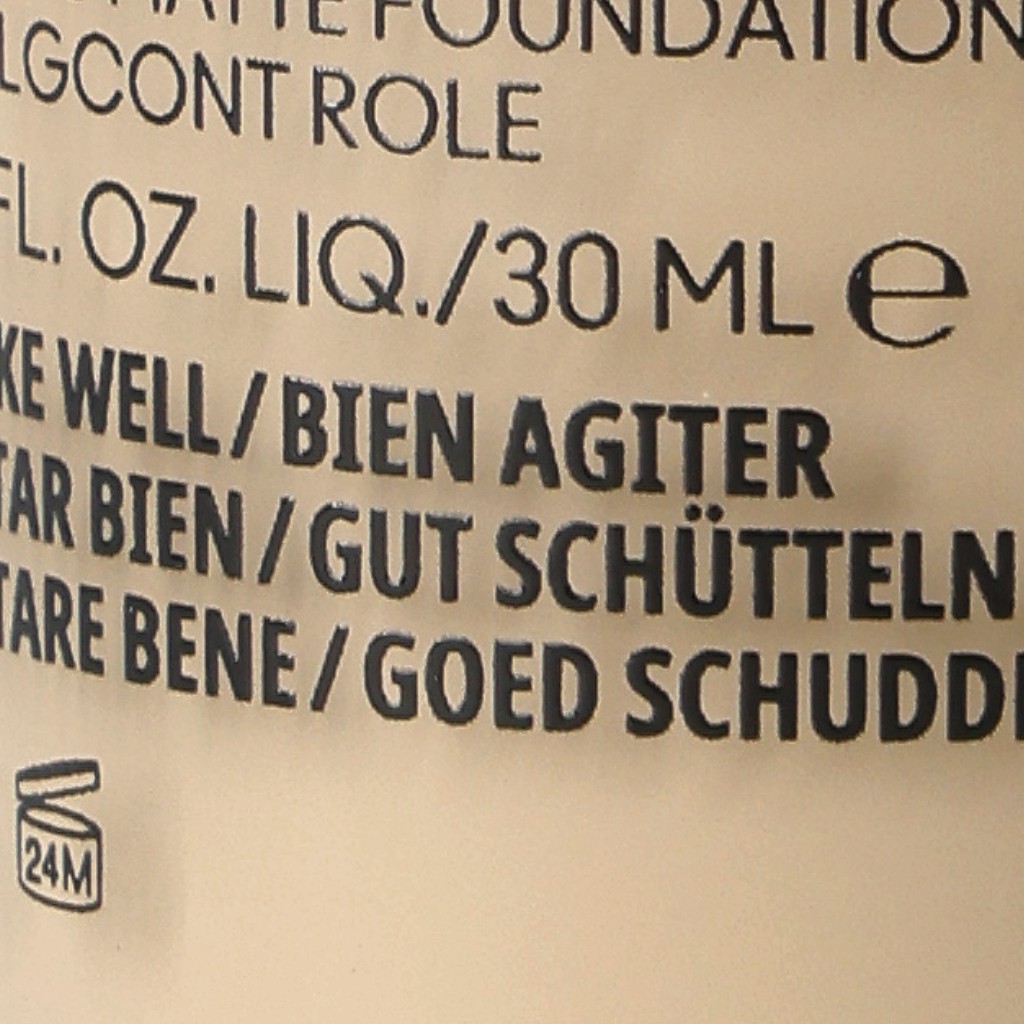 MATTE FOUNDATION
LGCONT ROLE
FL. OZ. LIQ./30 ML e
KE WELL / BIEN AGITER
TAR BIEN / GUT SCHÜTTELN
TARE BENE / GOED SCHUDD
24M